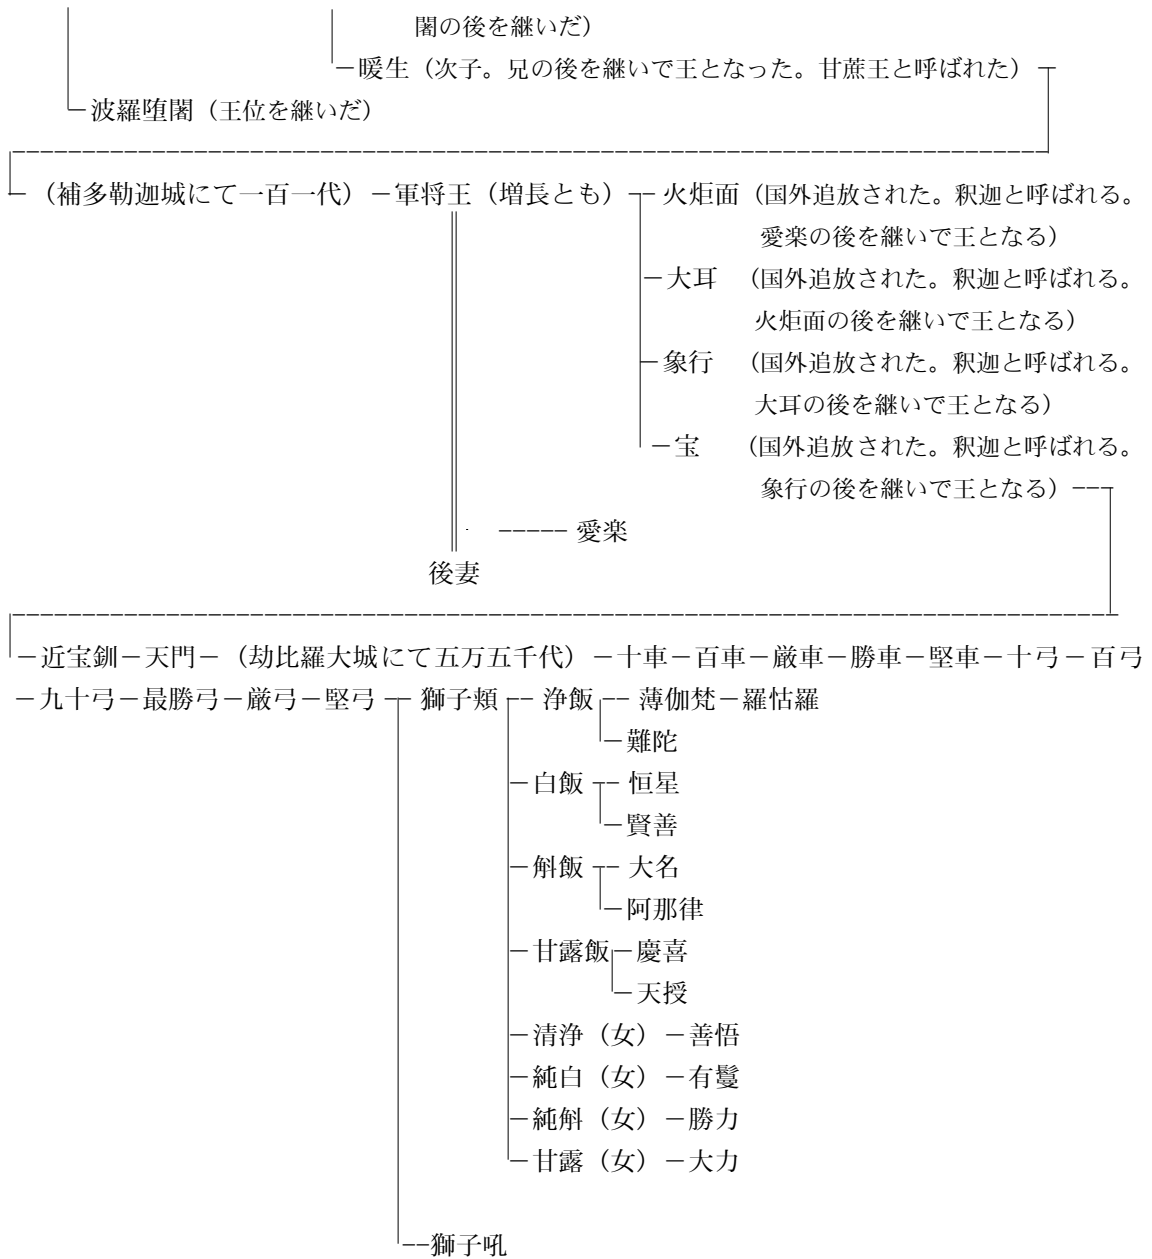 闍の後を継いだ）
暖生（次子。兄の後を継いで王となった。甘蔗王と呼ばれた）
波羅堕闍（王位を継いだ）
（補多勒迦城にて一百一代）－軍将王（増長とも）－火炬面（国外追放された。釈迦と呼ばれる。
愛楽の後を継いで王となる）
－大耳　（国外追放された。釈迦と呼ばれる。
火炬面の後を継いで王となる）
－象行　（国外追放された。釈迦と呼ばれる。
大耳の後を継いで王となる）
－宝　（国外追放された。釈迦と呼ばれる。
象行の後を継いで王となる）
愛楽
後妻
－近宝釧－天門－（劫比羅大城にて五万五千代）－十車－百車－厳車－勝車－堅車－十弓－百弓
－九十弓－最勝弓－厳弓－堅弓－獅子頬－浄飯－薄伽梵－羅怙羅
－難陀
－白飯－恒星
－賢善
－斛飯－大名
－阿那律
－甘露飯－慶喜
－天授
－清浄（女）－善悟
－純白（女）－有鬘
－純斛（女）－勝力
－甘露（女）－大力
－獅子吼